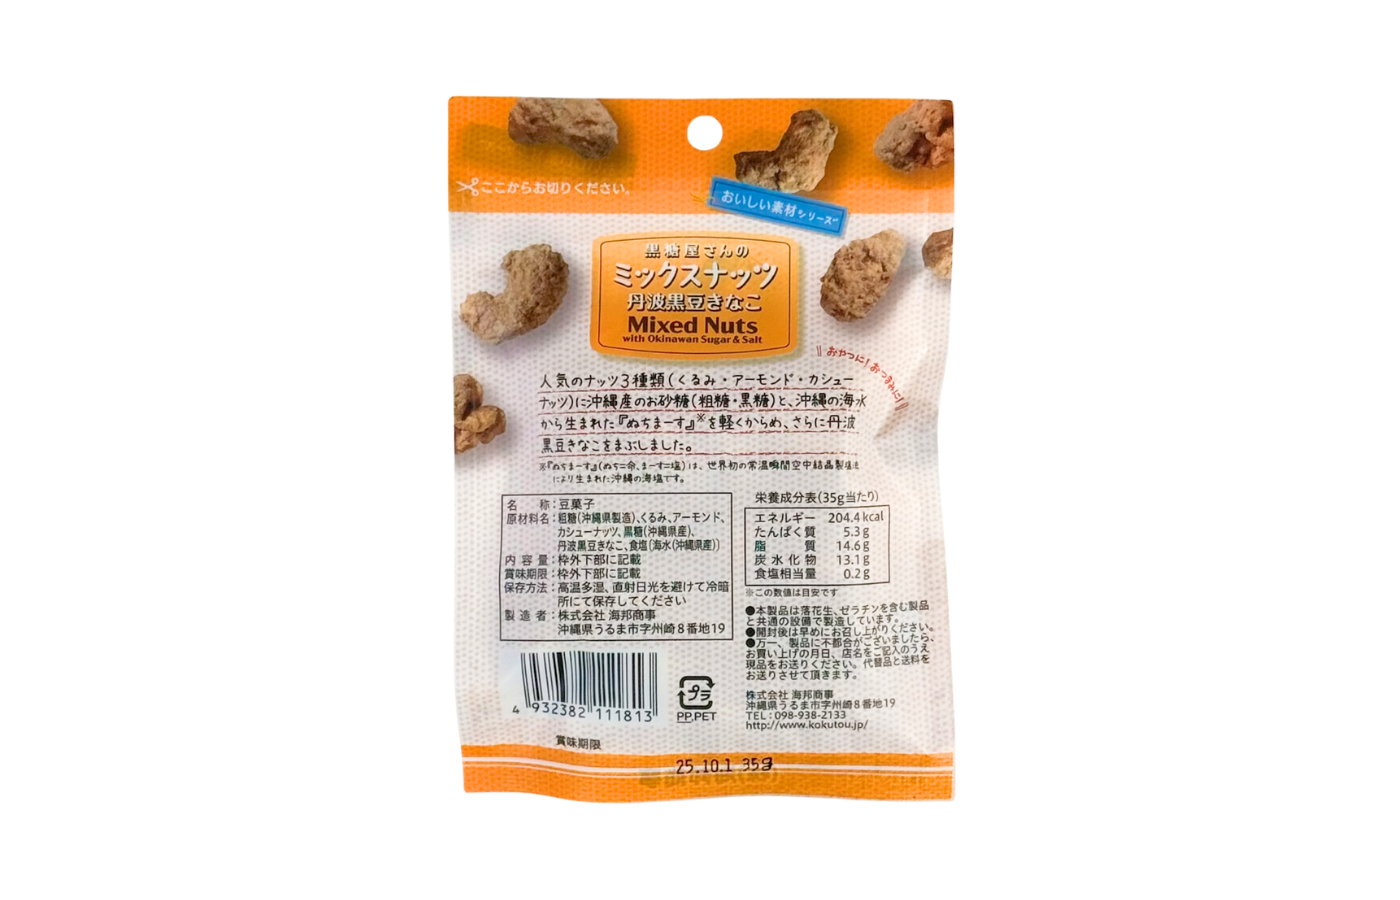 ここからお切りください。
おいしい素材シリーズ
黒糖屋さんの
ミックスナッツ
丹波黒豆きなこ
Mixed Nuts
with Okinawan Sugar & Salt
おやつに!おつまみに!
人気のナッツ3種類(くるみ・アーモンド・カシュー
ナッツ)に沖縄産のお砂糖(粗糖・黒糖)と、沖縄の海水
から生まれた『ぬちまーす』※を軽くからめ、さらに丹波
黒豆きなこをまぶしました。
※『ぬちまーす』(ぬち=命、まーす=塩)は、世界初の常温瞬間空中結晶製塩法
により生まれた沖縄の海塩です。
名 称:豆菓子
原材料名:粗糖(沖縄県製造)、くるみ、アーモンド、
カシューナッツ、黒糖(沖縄県産)、
丹波黒豆きなこ、食塩(海水(沖縄県産))
内容量:枠外下部に記載
賞味期限:枠外下部に記載
保存方法:高温多湿、直射日光を避けて冷暗
所にて保存してください
製造者:株式会社 海邦商事
沖縄県うるま市字州崎8番地19
栄養成分表(35g当たり)
エネルギー 204.4kcal
たんぱく質 5.3g
脂質 14.6g
炭水化物 13.1g
食塩相当量 0.2g
※この数値は目安です
●本製品は落花生、ゼラチンを含む製品
と共通の設備で製造しています。
●開封後は早めにお召し上がりください。
●万一、製品に不都合がございましたら、
お買い上げの月日、店名をご記入のうえ
現品をお送りください。代替品と送料を
お送りさせて頂きます。
株式会社 海邦商事
沖縄県うるま市字州崎8番地19
TEL:098-938-2133
http://www.kokutou.jp/
4 932382 111813
プラ
PP.PET
賞味期限
25.10.1 35g